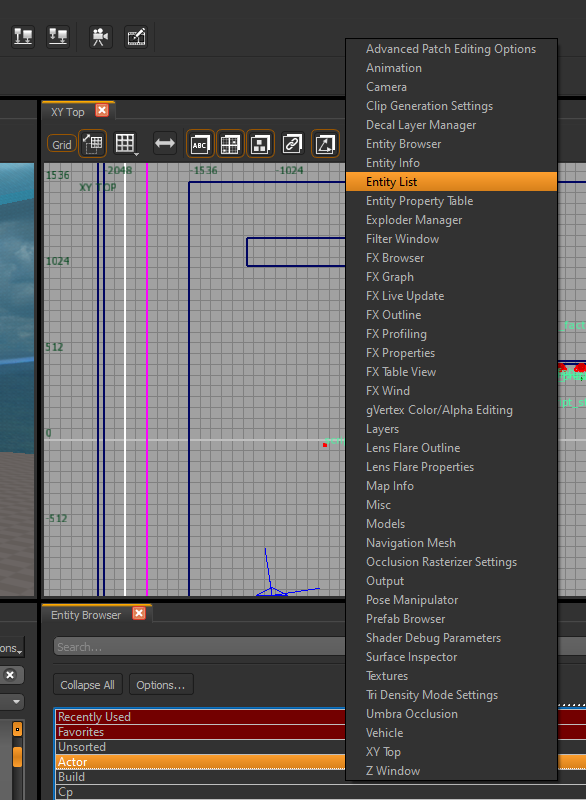 XY Top
Grid
ABC
1536
-2048
-1536
-1024
XY TOP
1024
512
0
-512
Advanced Patch Editing Options
Animation
Camera
Clip Generation Settings
Decal Layer Manager
Entity Browser
Entity Info
Entity List
Entity Property Table
Exploder Manager
Filter Window
FX Browser
FX Graph
FX Live Update
FX Outline
FX Profiling
FX Properties
FX Table View
FX Wind
gVertex Color/Alpha Editing
Layers
Lens Flare Outline
Lens Flare Properties
Map Info
Misc
Models
Navigation Mesh
Occlusion Rasterizer Settings
Output
Pose Manipulator
Prefab Browser
Shader Debug Parameters
Surface Inspector
Textures
Tri Density Mode Settings
Umbra Occlusion
Vehicle
XY Top
Z Window
Entity Browser
ons
Search...
Collapse All
Options...
Recently Used
Favorites
Unsorted
Actor
Build
Cp